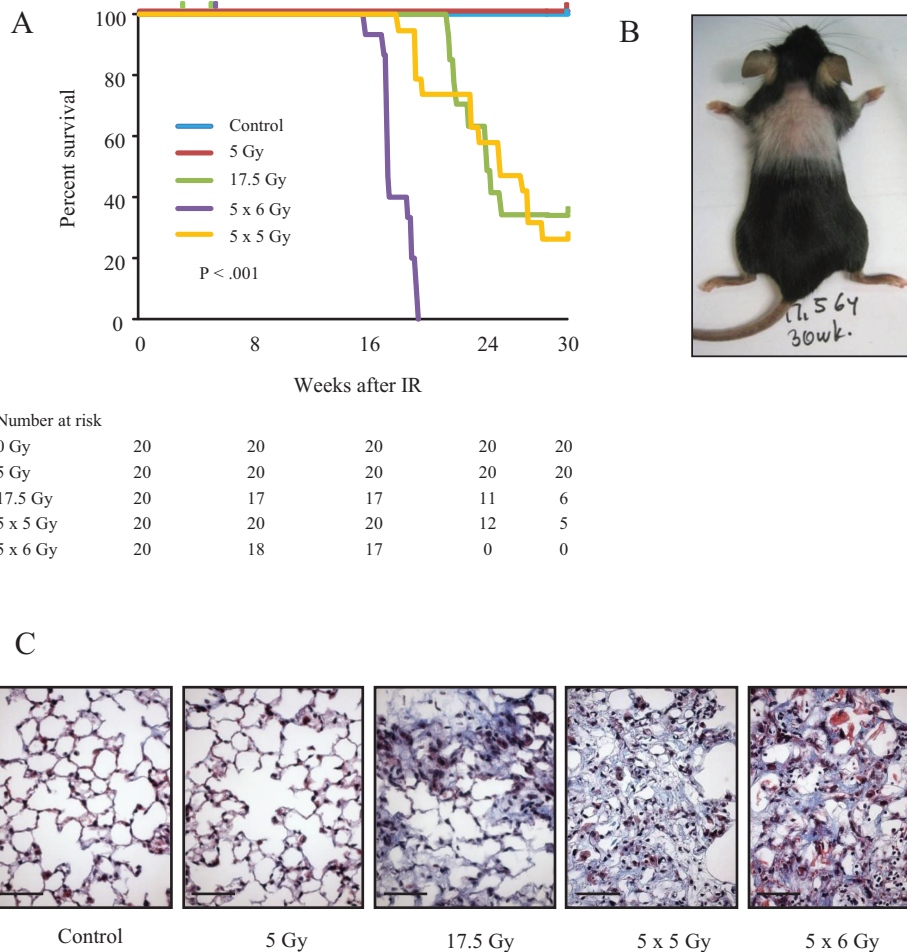 A
100
80
60
40
20
0
Percent survival
Control
5 Gy
17.5 Gy
5 x 6 Gy
5 x 5 Gy
P < .001
0 8 16 24 30
Weeks after IR
Number at risk
0 Gy 20 20 20 20 20
5 Gy 20 20 20 20 20
17.5 Gy 20 17 17 11 6
5 x 5 Gy 20 20 20 12 5
5 x 6 Gy 20 18 17 0 0
B
17.5 Gy
30wk.
C
Control 5 Gy 17.5 Gy 5 x 5 Gy 5 x 6 Gy